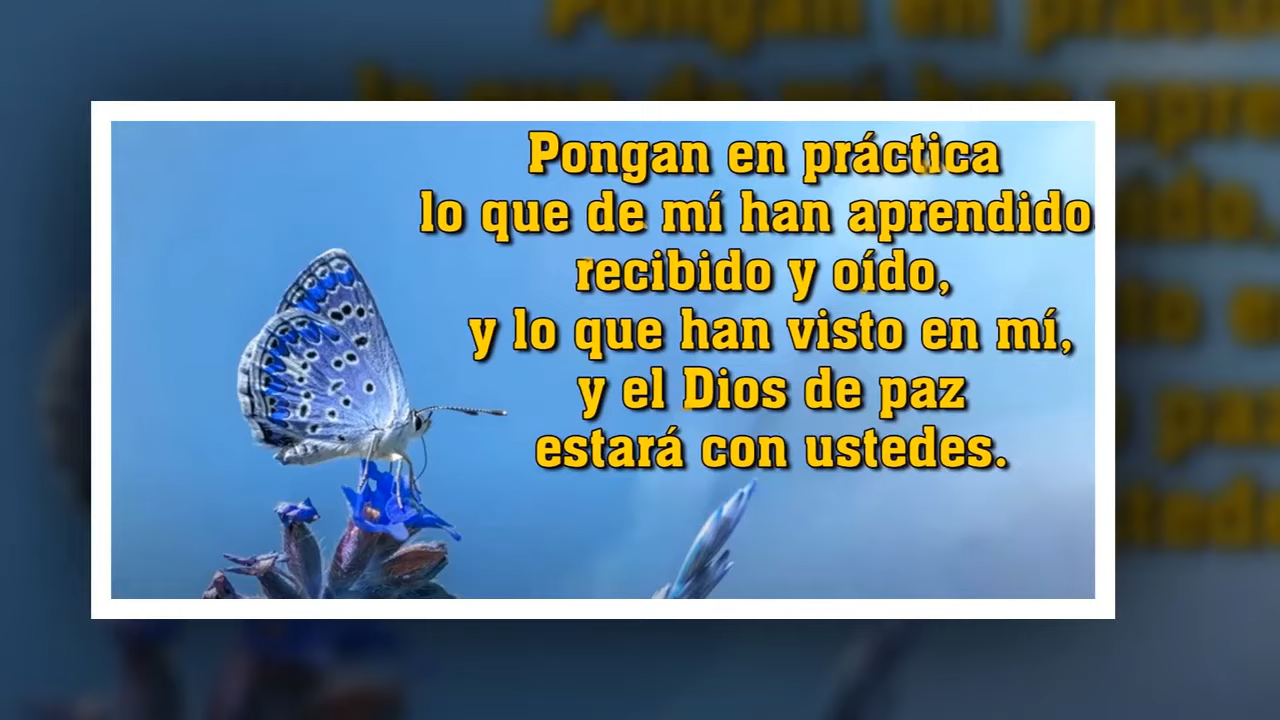 Pongan en práctica
lo que de mí han aprendido
recibido y oído,
y lo que han visto en mí,
y el Dios de paz
estará con ustedes.